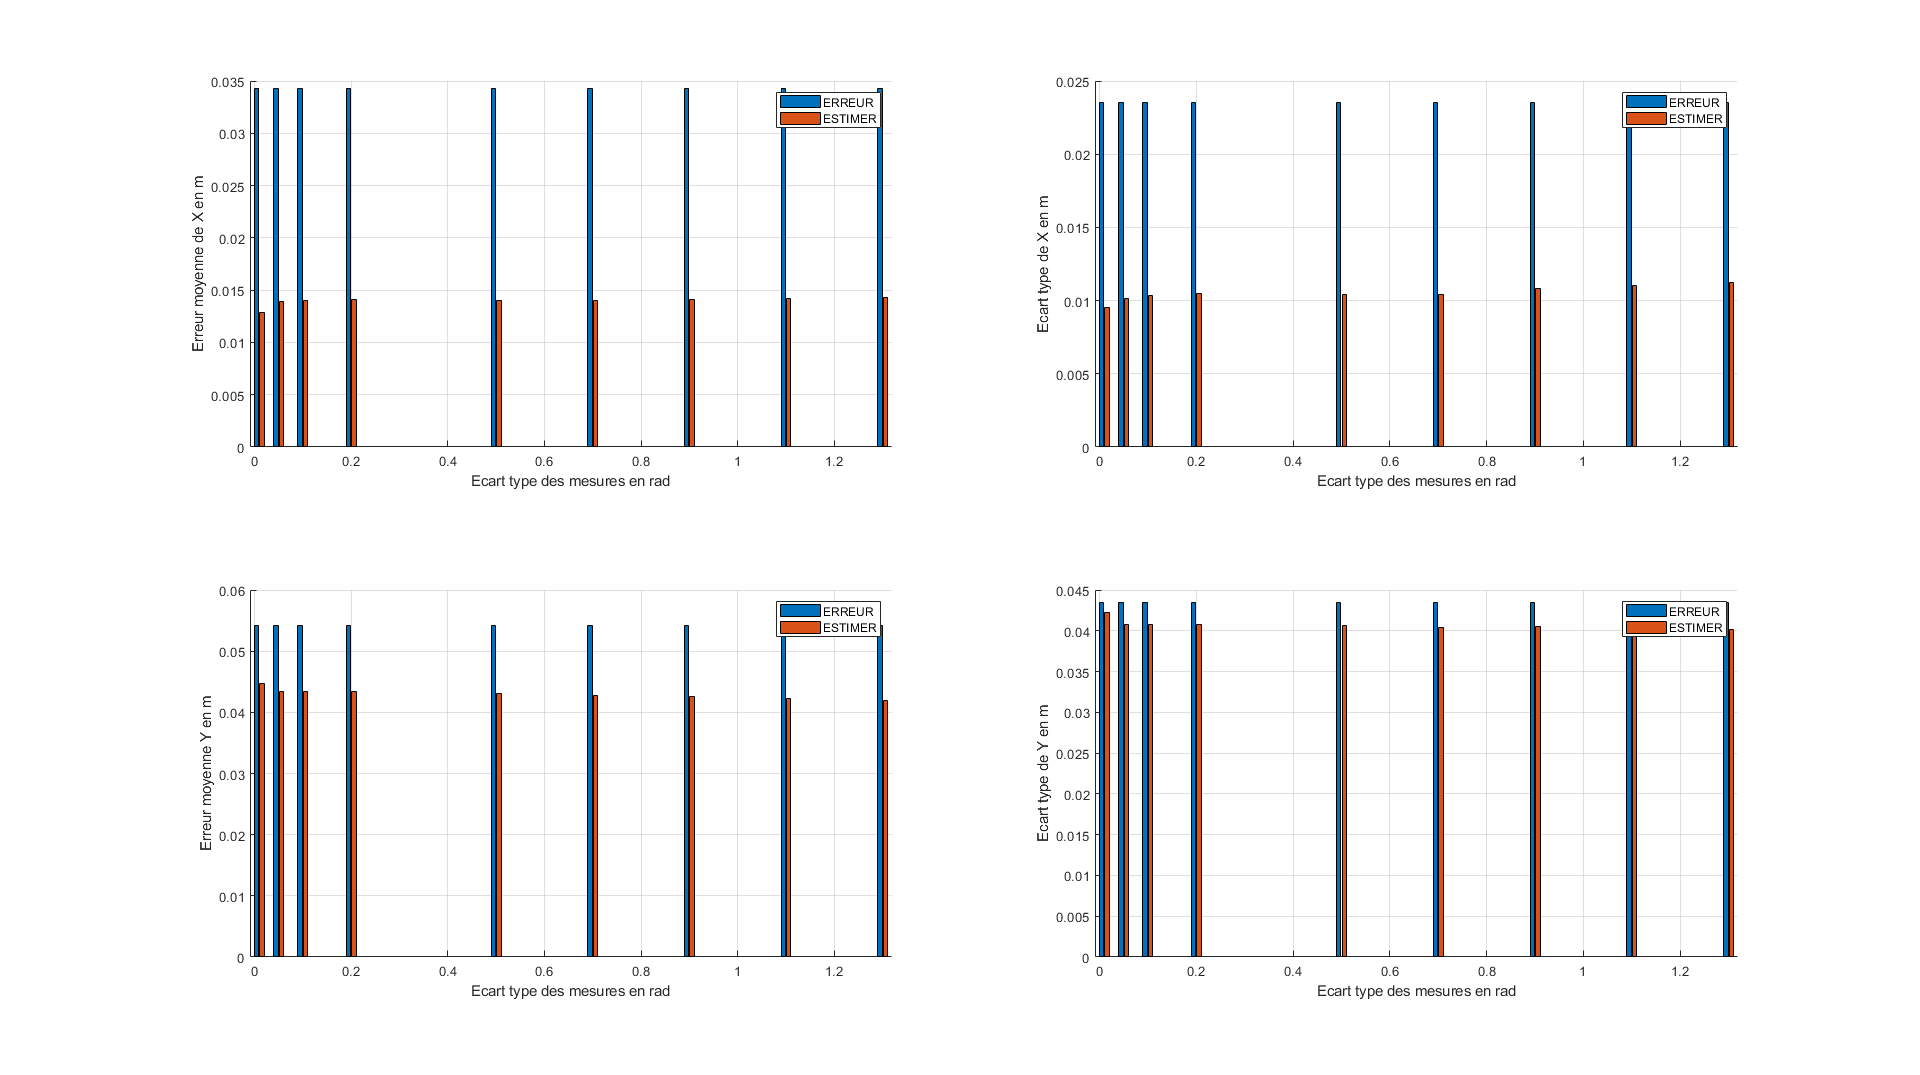 0.035
0.03
0.025
0.02
0.015
0.01
0.005
0
Erreur moyenne de X en m
0 0.2 0.4 0.6 0.8 1 1.2
Ecart type des mesures en rad
ERREUR
ESTIMER
0.025
0.02
0.015
0.01
0.005
0
Ecart type de X en m
0 0.2 0.4 0.6 0.8 1 1.2
Ecart type des mesures en rad
ERREUR
ESTIMER
0.06
0.05
0.04
0.03
0.02
0.01
0
Erreur moyenne Y en m
0 0.2 0.4 0.6 0.8 1 1.2
Ecart type des mesures en rad
ERREUR
ESTIMER
0.045
0.04
0.035
0.03
0.025
0.02
0.015
0.01
0.005
0
Ecart type de Y en m
0 0.2 0.4 0.6 0.8 1 1.2
Ecart type des mesures en rad
ERREUR
ESTIMER